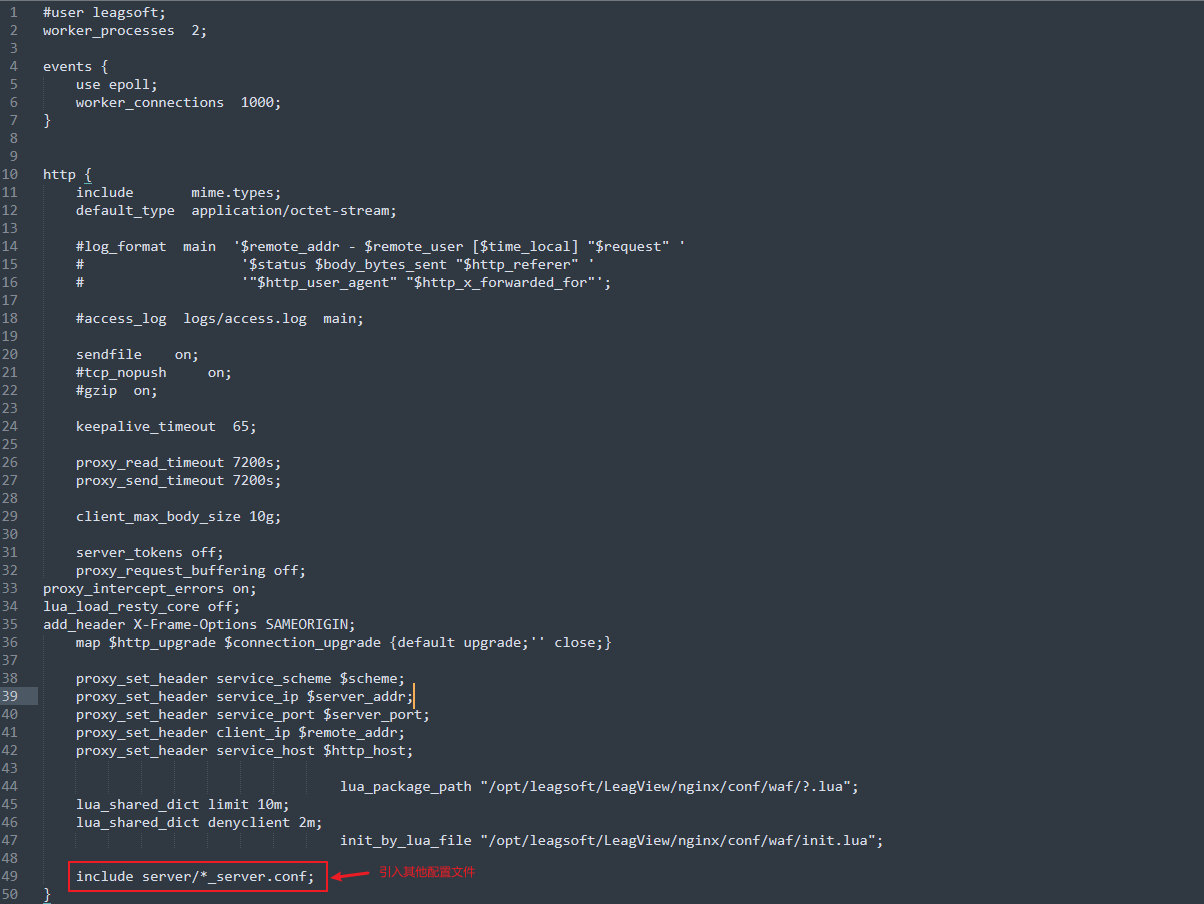 1 #user leagsoft;
2 worker_processes  2;
3
4 events {
5     use epoll;
6     worker_connections  1000;
7 }
8
9
10 http {
11     include       mime.types;
12     default_type  application/octet-stream;
13
14     #log_format  main  '$remote_addr - $remote_user [$time_local] "$request" '
15     #                  '$status $body_bytes_sent "$http_referer" '
16     #                  '"$http_user_agent" "$http_x_forwarded_for"';
17
18     #access_log  logs/access.log  main;
19
20     sendfile    on;
21     #tcp_nopush     on;
22     #gzip  on;
23
24     keepalive_timeout  65;
25
26     proxy_read_timeout 7200s;
27     proxy_send_timeout 7200s;
28
29     client_max_body_size 10g;
30
31     server_tokens off;
32     proxy_request_buffering off;
33 proxy_intercept_errors on;
34 lua_load_resty_core off;
35 add_header X-Frame-Options SAMEORIGIN;
36     map $http_upgrade $connection_upgrade {default upgrade;'' close;}
37
38     proxy_set_header service_scheme $scheme;
39     proxy_set_header service_ip $server_addr;
40     proxy_set_header service_port $server_port;
41     proxy_set_header client_ip $remote_addr;
42     proxy_set_header service_host $http_host;
43
44                                     lua_package_path "/opt/leagsoft/LeagView/nginx/conf/waf/?.lua";
45     lua_shared_dict limit 10m;
46     lua_shared_dict denyclient 2m;
47                                     init_by_lua_file "/opt/leagsoft/LeagView/nginx/conf/waf/init.lua";
48
49     include server/*_server.conf; 引入其他配置文件
50 }